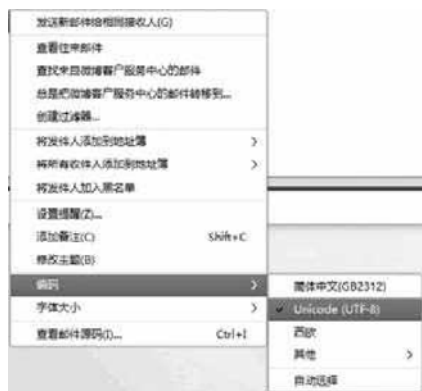 发送新邮件给相同接收人(G)
查看往来邮件
查找来自微博客户服务中心的邮件
总是把微博客户服务中心的邮件转移到...
创建过滤器...
将发件人添加到地址簿
将所有收件人添加到地址簿
将发件人加入黑名单
设置提醒(Z)...
添加备注(C) Shift+C
修改主题(B)
编码
字体大小
查看邮件源码(I)... Ctrl+I
简体中文(GB2312)
Unicode (UTF-8)
西欧
其他
自动选择